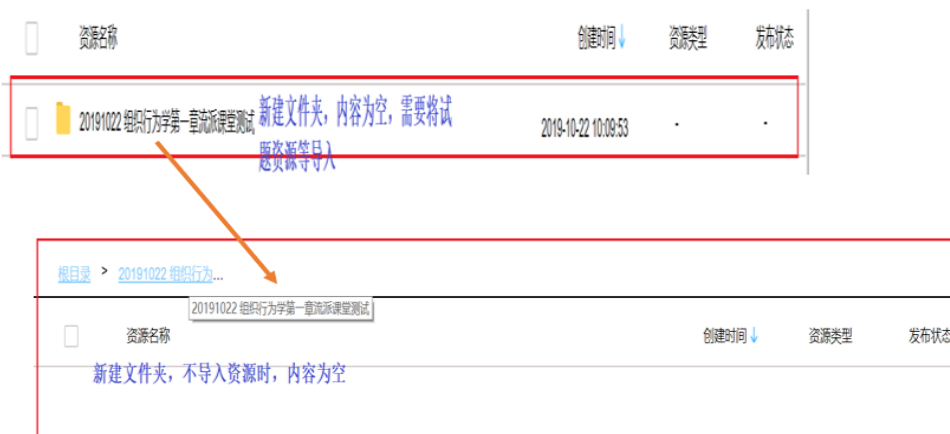 资源名称 创建时间↓ 资源类型 发布状态
20191022 组织行为学第一章流派课堂测试 新建文件夹，内容为空，需要将试 2019-10-22 10:09:53 - -
题资源等导入
根目录 > 20191022 组织行为...
20191022 组织行为学第一章流派课堂测试
资源名称 创建时间↓ 资源类型 发布状态
新建文件夹，不导入资源时，内容为空